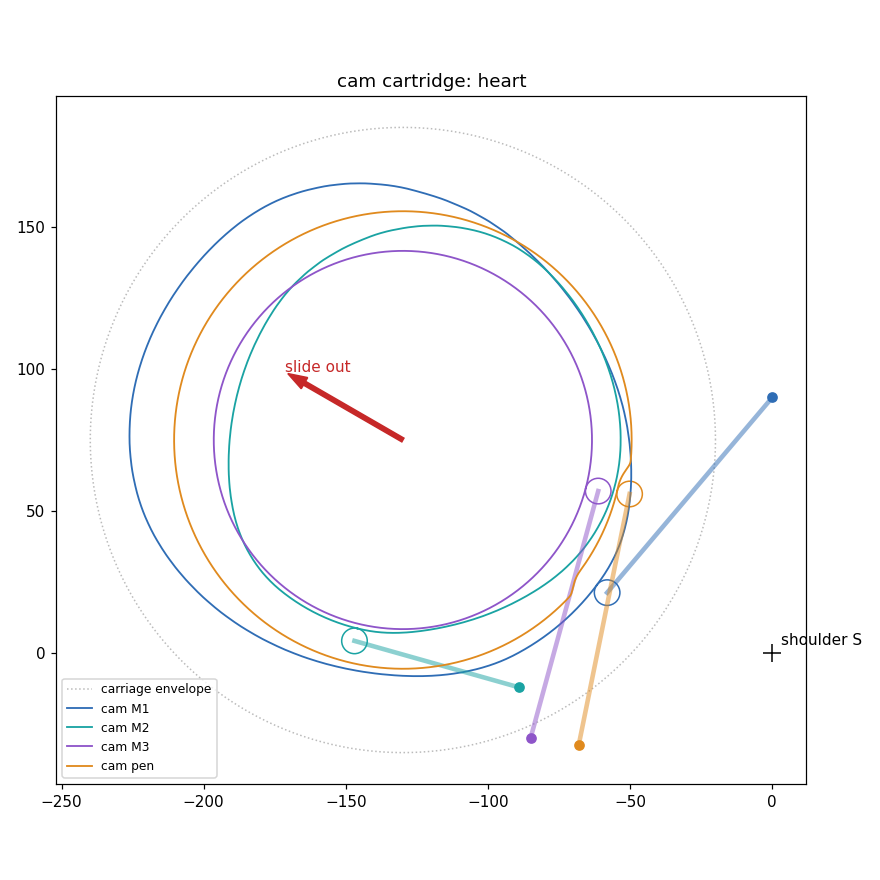 cam cartridge: heart
slide out
shoulder S
carriage envelope
cam M1
cam M2
cam M3
cam pen
150
100
50
0
−250
−200
−150
−100
−50
0